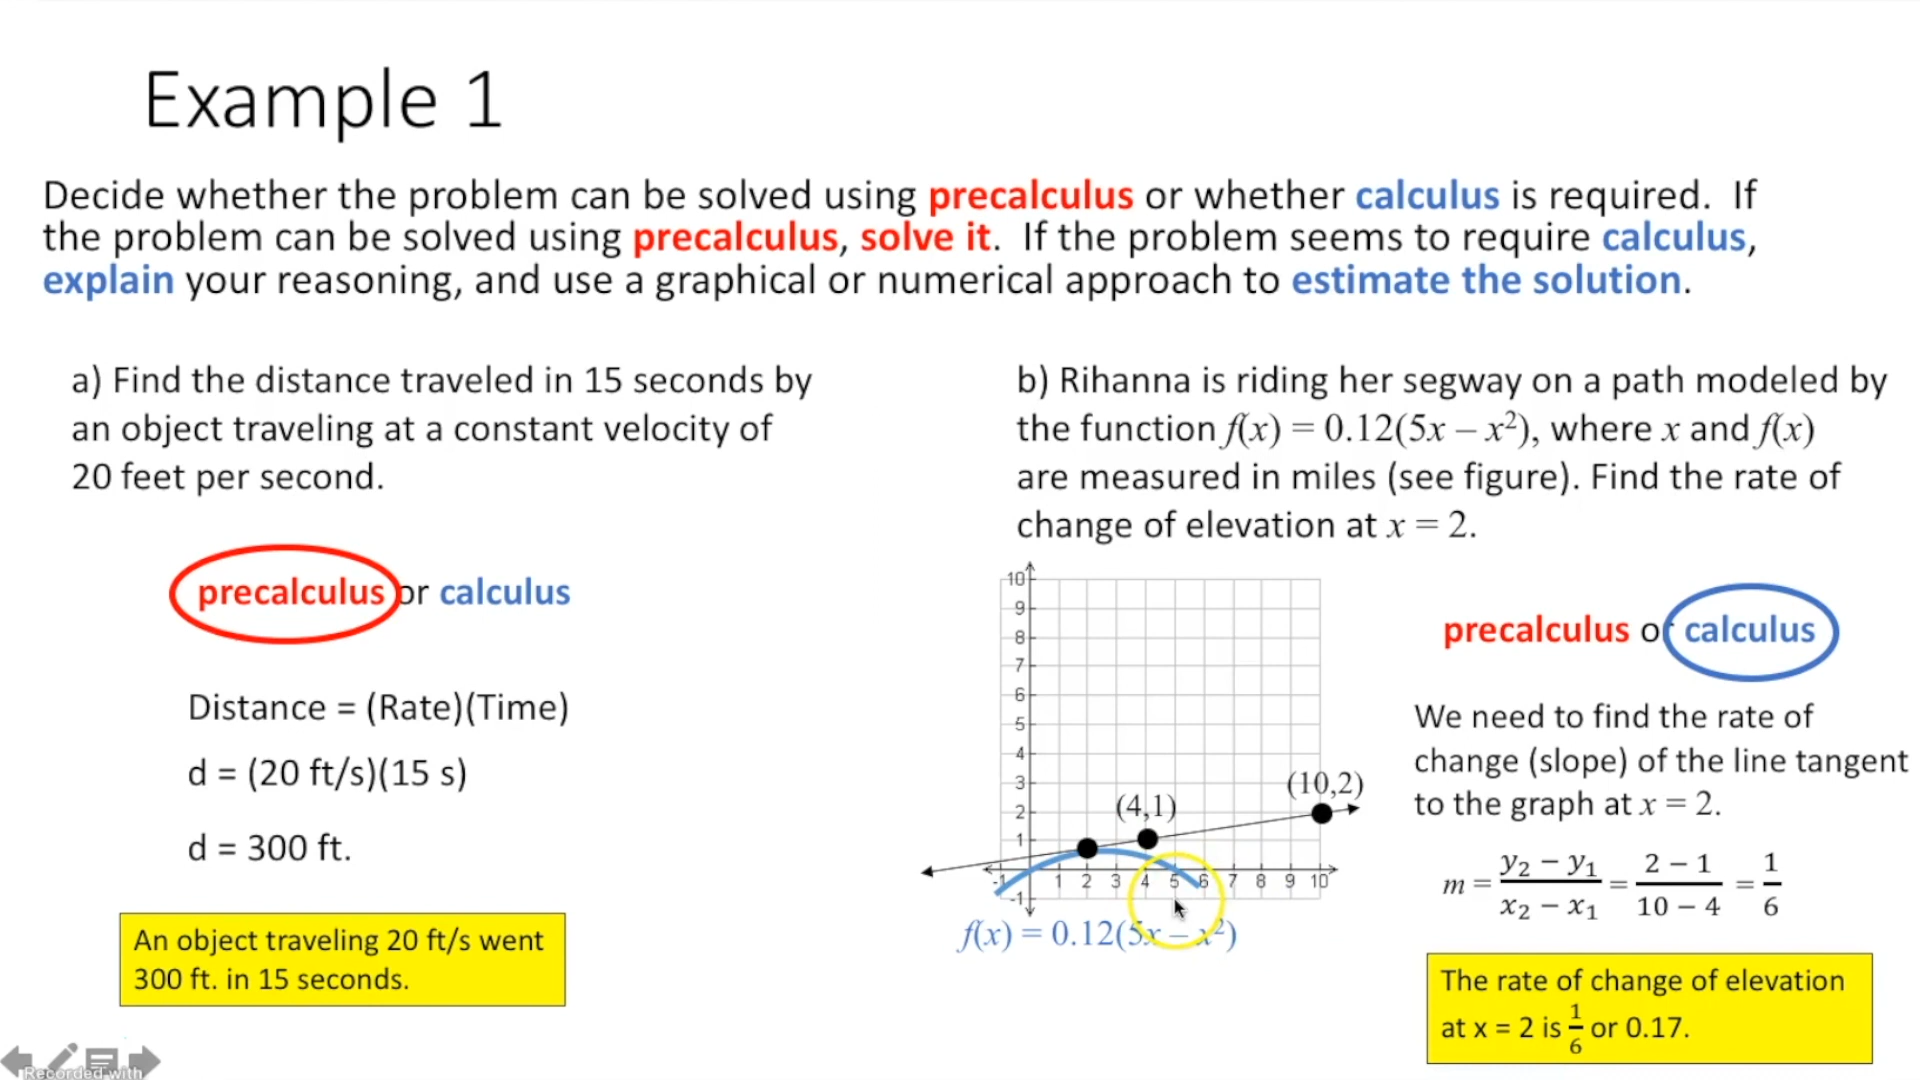 Example 1
Decide whether the problem can be solved using precalculus or whether calculus is required. If
the problem can be solved using precalculus, solve it. If the problem seems to require calculus,
explain your reasoning, and use a graphical or numerical approach to estimate the solution.
a) Find the distance traveled in 15 seconds by
an object traveling at a constant velocity of
20 feet per second.
precalculus or calculus
Distance = (Rate)(Time)
d = (20 ft/s)(15 s)
d = 300 ft.
An object traveling 20 ft/s went
300 ft. in 15 seconds.
b) Rihanna is riding her segway on a path modeled by
the function f(x) = 0.12(5x – x²), where x and f(x)
are measured in miles (see figure). Find the rate of
change of elevation at x = 2.
10
9
8
7
6
5
4
3
2
1
-1 1 2 3 4 5 6 7 8 9 10
-1
(4,1)
(10,2)
f(x) = 0.12(5x – x²)
precalculus or calculus
We need to find the rate of
change (slope) of the line tangent
to the graph at x = 2.
m = (y₂ − y₁)/(x₂ − x₁) = (2 − 1)/(10 − 4) = 1/6
The rate of change of elevation
at x = 2 is 1/6 or 0.17.
Recorded with